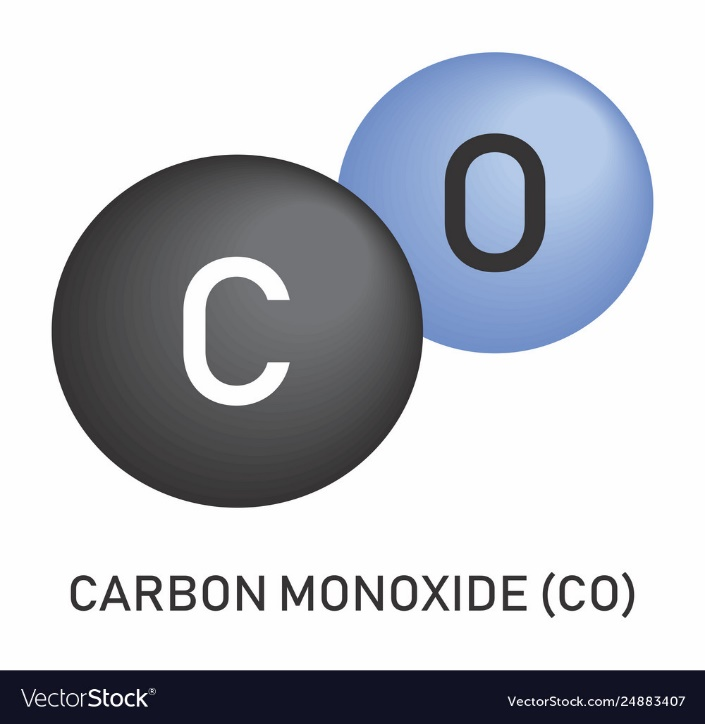 O
C
CARBON MONOXIDE (CO)
VectorStock®
VectorStock.com/24883407